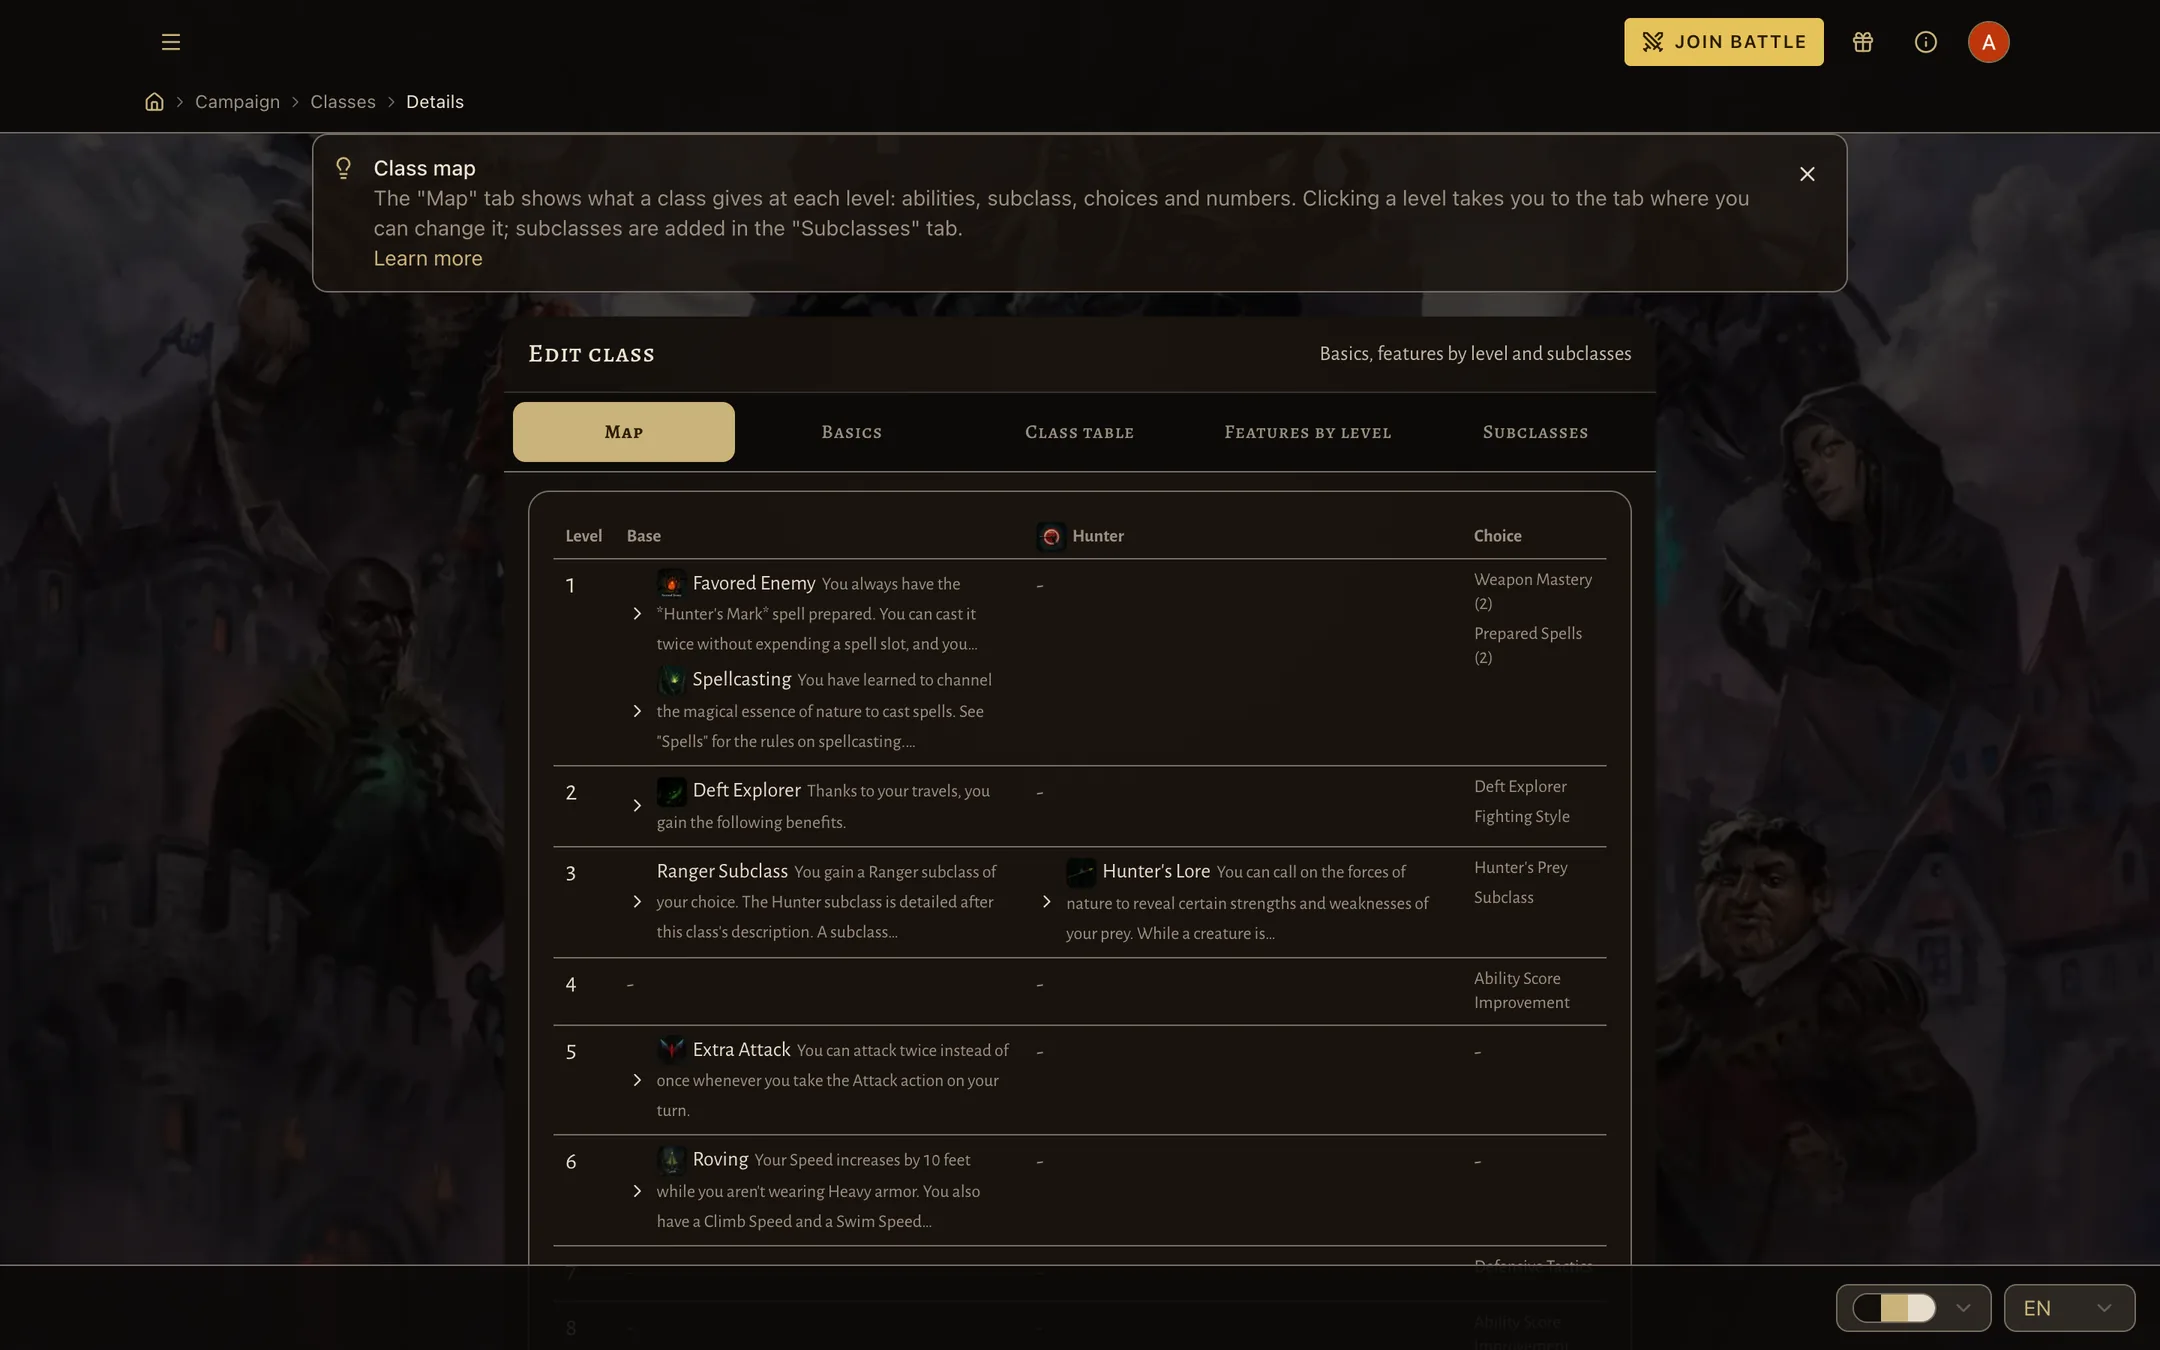 JOIN BATTLE
A
Campaign > Classes > Details
Class map
The "Map" tab shows what a class gives at each level: abilities, subclass, choices and numbers. Clicking a level takes you to the tab where you
can change it; subclasses are added in the "Subclasses" tab.
Learn more
Edit class
Basics, features by level and subclasses
Map
Basics
Class table
Features by level
Subclasses
Level
Base
Hunter
Choice
1
Favored Enemy You always have the
*Hunter's Mark* spell prepared. You can cast it
twice without expending a spell slot, and you...
Spellcasting You have learned to channel
the magical essence of nature to cast spells. See
"Spells" for the rules on spellcasting....
-
Weapon Mastery
(2)
Prepared Spells
(2)
2
Deft Explorer Thanks to your travels, you
gain the following benefits.
-
Deft Explorer
Fighting Style
3
Ranger Subclass You gain a Ranger subclass of
your choice. The Hunter subclass is detailed after
this class's description. A subclass...
Hunter's Lore You can call on the forces of
nature to reveal certain strengths and weaknesses of
your prey. While a creature is...
Hunter's Prey
Subclass
4
-
-
Ability Score
Improvement
5
Extra Attack You can attack twice instead of
once whenever you take the Attack action on your
turn.
-
-
6
Roving Your Speed increases by 10 feet
while you aren't wearing Heavy armor. You also
have a Climb Speed and a Swim Speed...
-
-
7
Defensive Tactics
8
Ability Score
Improvement
EN